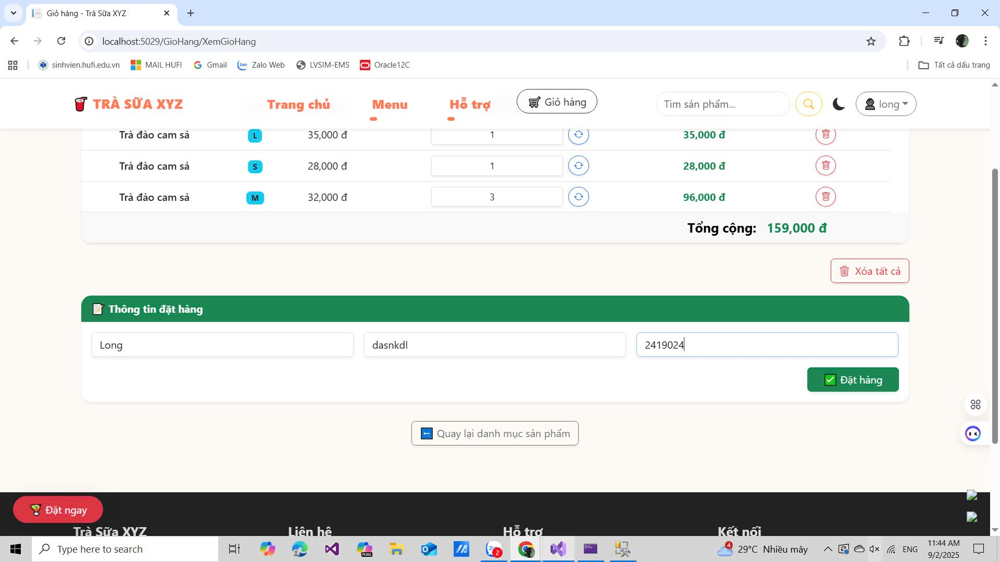 Giỏ hàng - Trà Sữa XYZ
localhost:5029/GioHang/XemGioHang
sinhvien.hufi.edu.vn MAIL HUFI Gmail Zalo Web LVSIM-EMS Oracle12C Tất cả dấu trang
TRÀ SỮA XYZ Trang chủ Menu Hỗ trợ Giỏ hàng Tìm sản phẩm... long
Trà đào cam sả L 35,000 đ 1 35,000 đ
Trà đào cam sả S 28,000 đ 1 28,000 đ
Trà đào cam sả M 32,000 đ 3 96,000 đ
Tổng cộng: 159,000 đ
Xóa tất cả
Thông tin đặt hàng
Long dasnkdl 2419024
Đặt hàng
Quay lại danh mục sản phẩm
Đặt ngay
Trà Sữa XYZ Liên hệ Hỗ trợ Kết nối
Type here to search M365 Zalo 2 4 29°C Nhiều mây ENG 11:44 AM
9/2/2025